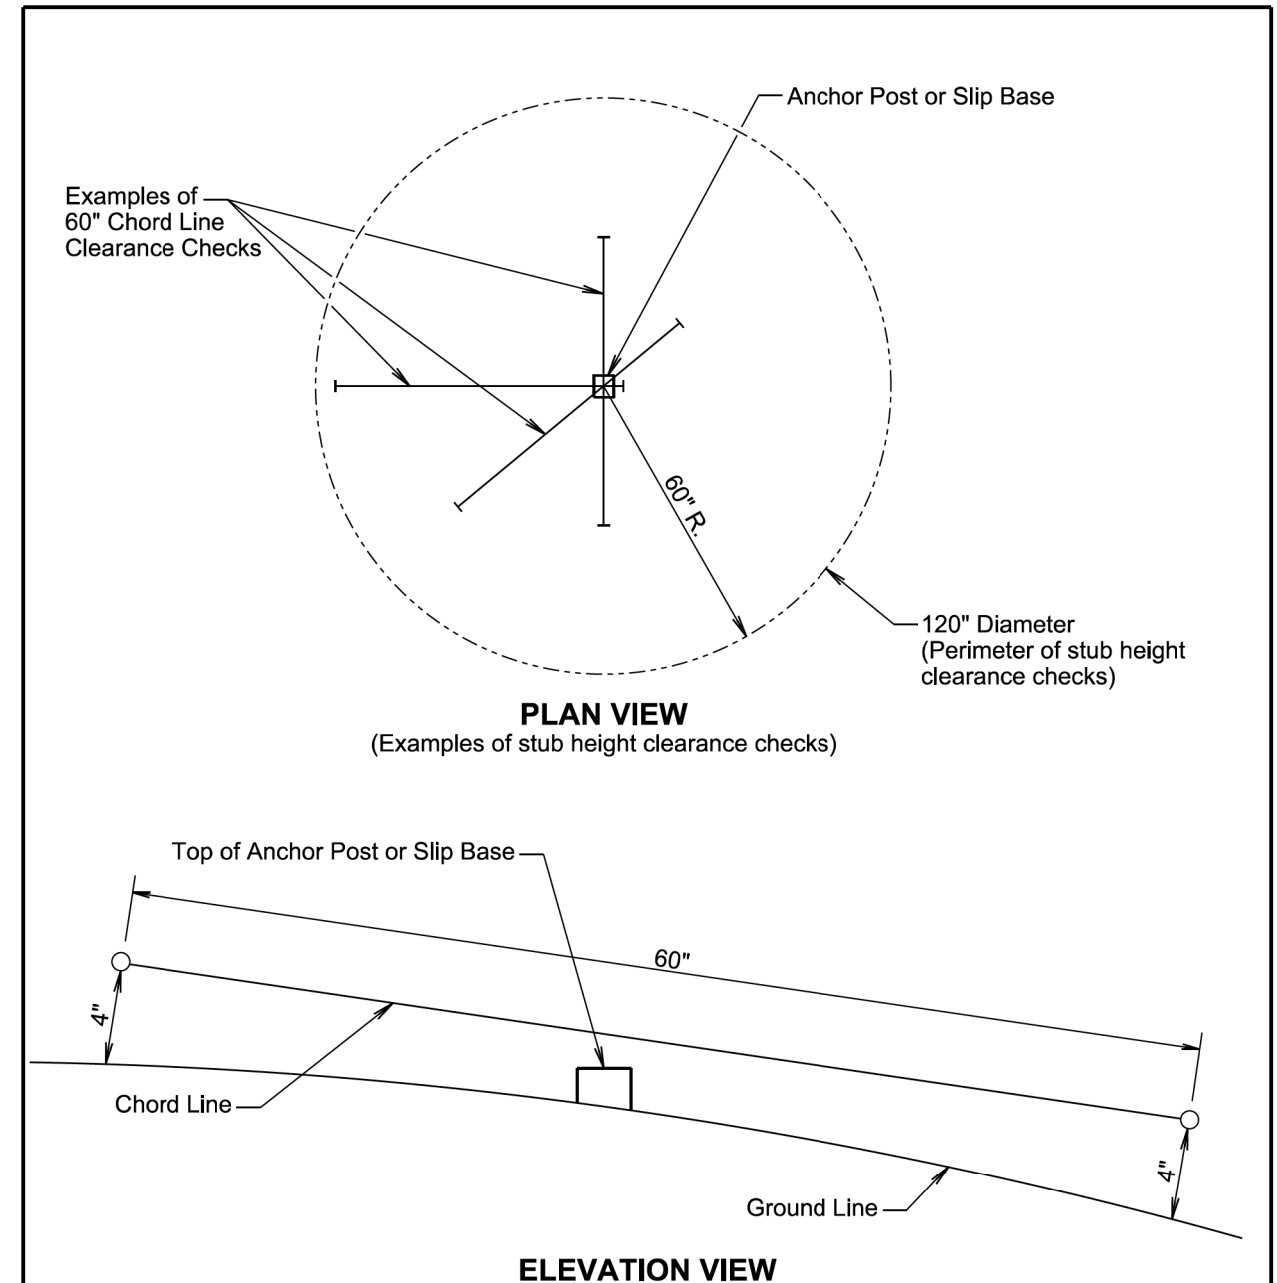 Anchor Post or Slip Base
Examples of
60" Chord Line
Clearance Checks
60" R.
120" Diameter
(Perimeter of stub height
clearance checks)
PLAN VIEW
(Examples of stub height clearance checks)
Top of Anchor Post or Slip Base
60"
4"
Chord Line
4"
Ground Line
ELEVATION VIEW